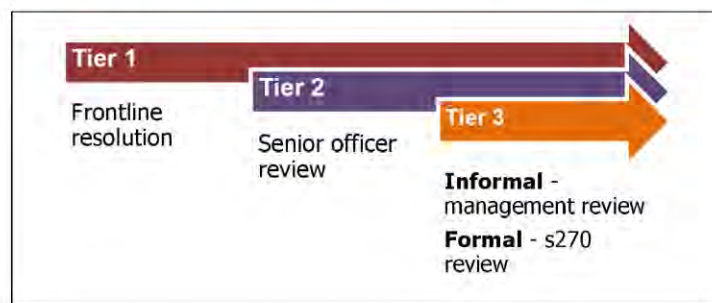 Tier 1
Frontline
resolution
Tier 2
Senior officer
review
Tier 3
Informal -
management review
Formal - s270
review